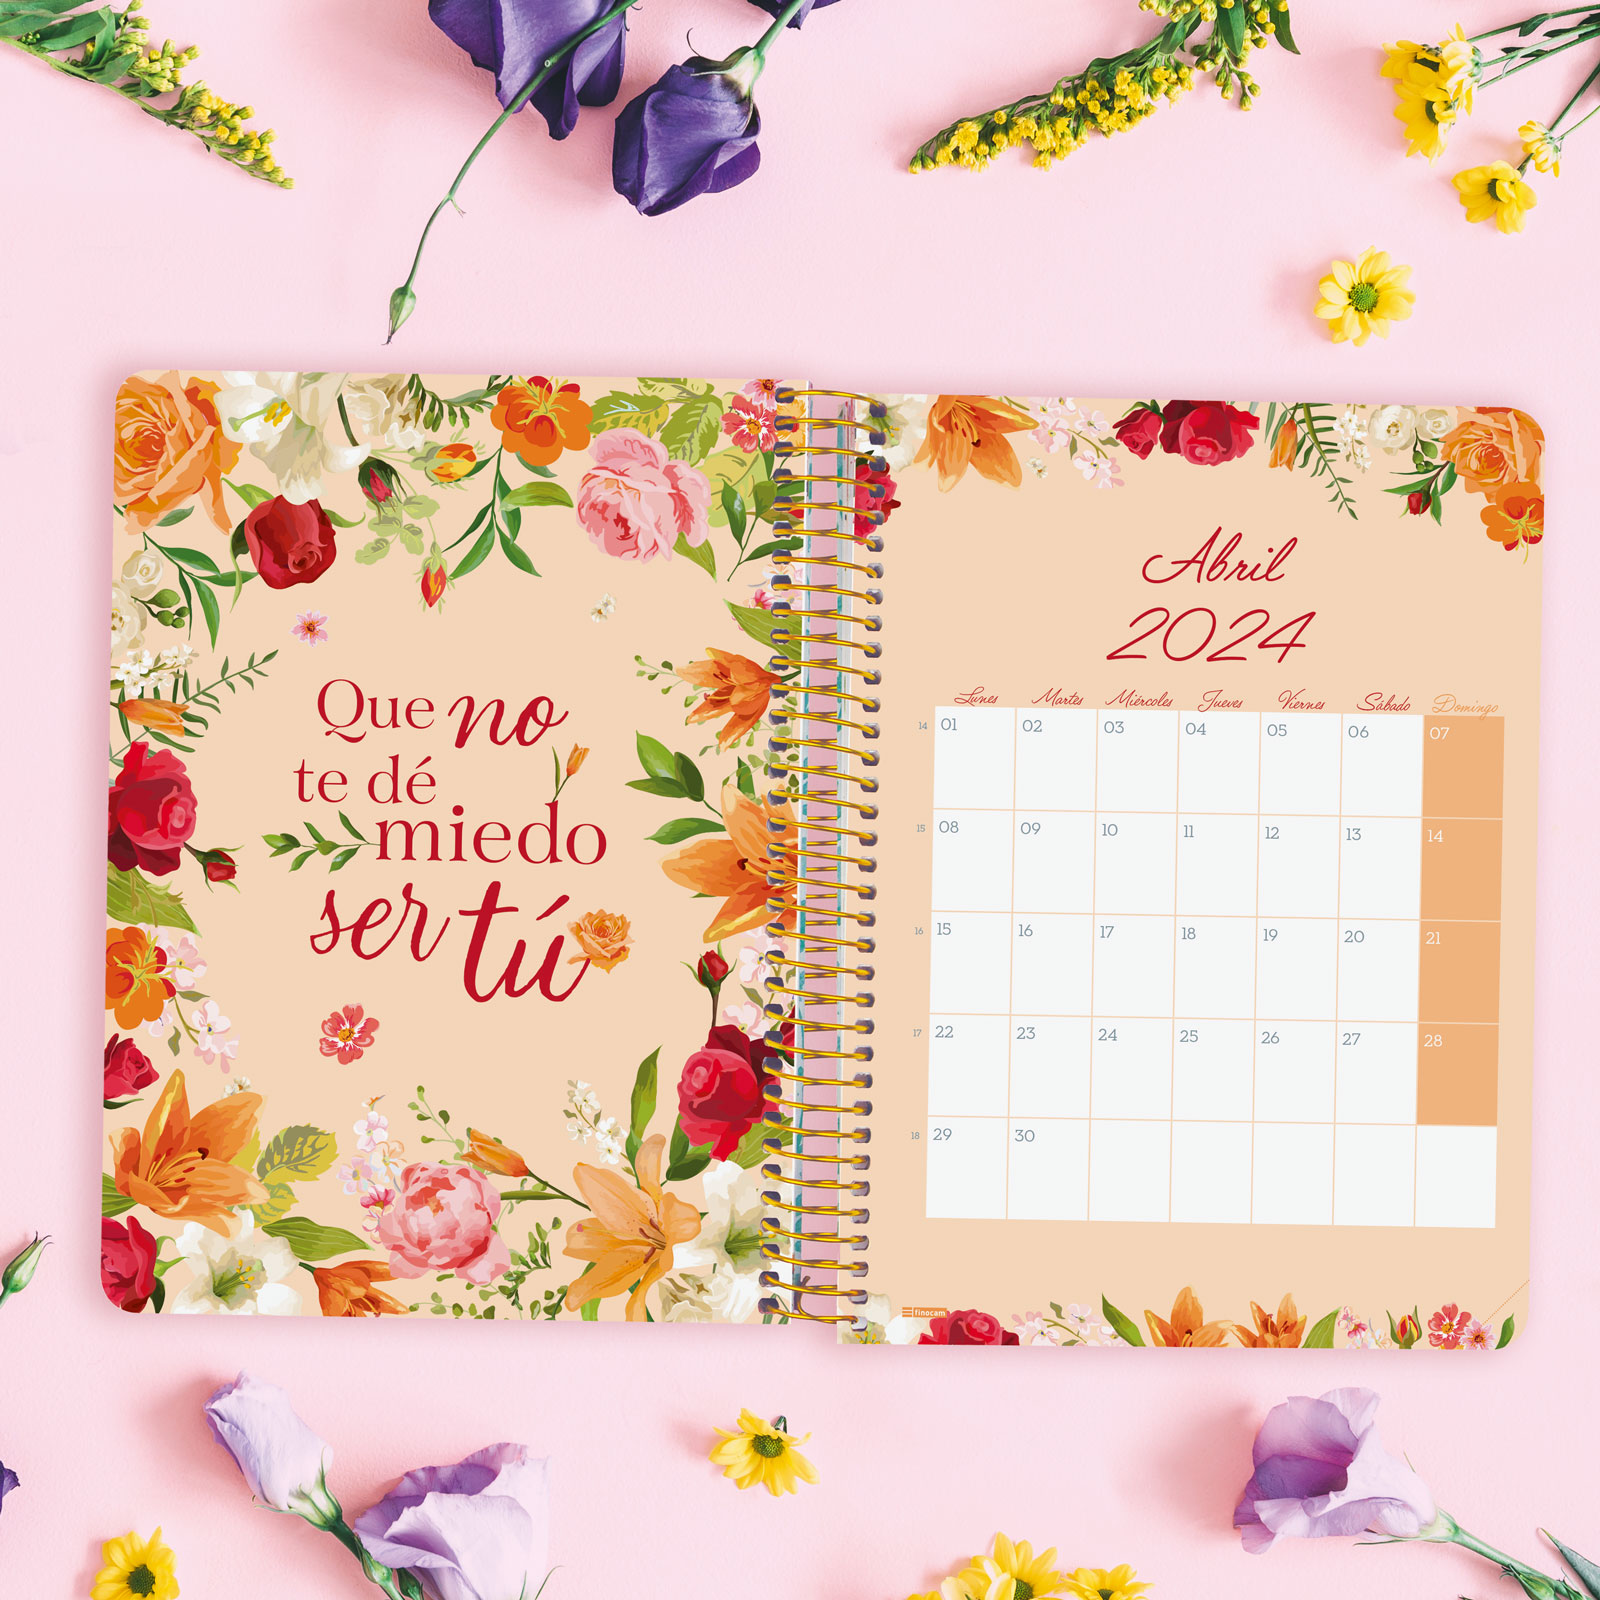 Que no
te dé
miedo
ser tú
Abril
2024
Lunes Martes Miércoles Jueves Viernes Sábado Domingo
14 01 02 03 04 05 06 07
15 08 09 10 11 12 13 14
16 15 16 17 18 19 20 21
17 22 23 24 25 26 27 28
18 29 30
finocam